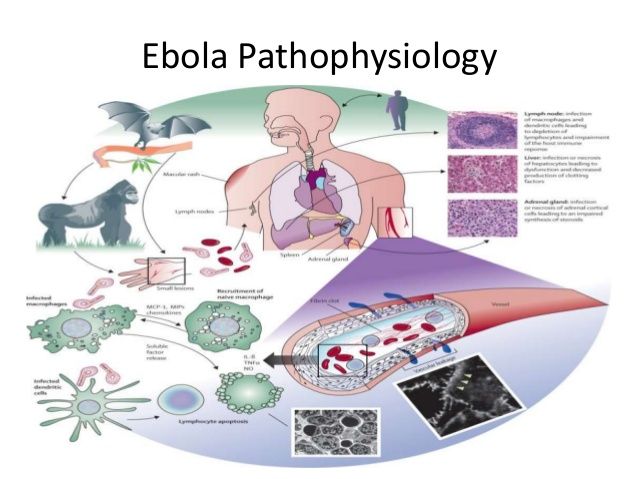 Ebola Pathophysiology
Lymph node: infection
of macrophages and
dendritic cells leading
to depletion of
lymphocytes and impairment
of the host immune
reponse
Liver: infection or necrosis
of hepatocytes leading to
dysfunction and decreased
production of clotting
factors
Adrenal gland: infection
or necrosis of adrenal cortical
cells leading to an impaired
synthesis of steroids
Macular rash
Lymph nodes
Spleen
Adrenal gland
Small lesions
Infected
macrophages
MCP-1, MIPs
chemokines
Recruitment of
naive macrophage
Soluble
factor
release
IL-8
TNFα
NO
Infected
dendritic
cells
Lymphocyte apoptosis
Fibrin clot
Vessel
Vascular leakage